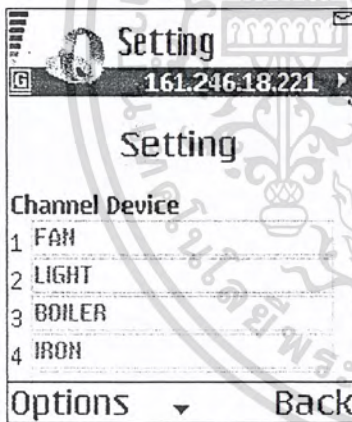 Setting
G 161.246.18.221
Setting
Channel Device
1 FAN
2 LIGHT
3 BOILER
4 IRON
Options Back